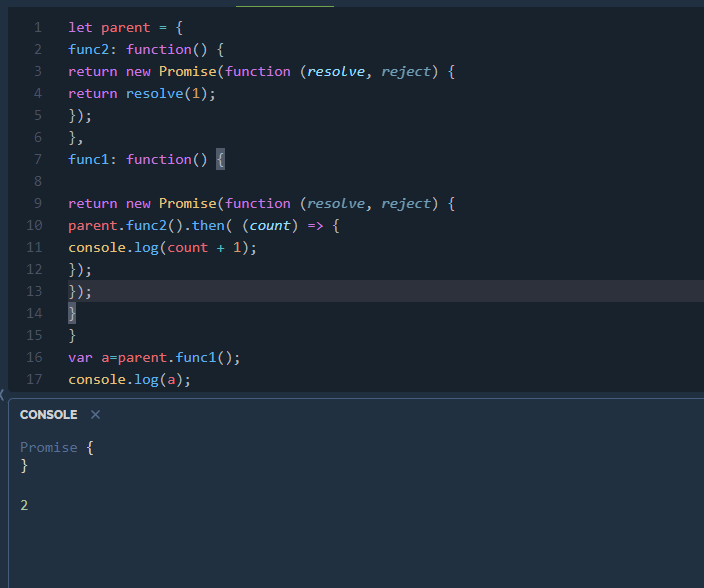 1 let parent = {
2 func2: function() {
3 return new Promise(function (resolve, reject) {
4 return resolve(1);
5 });
6 },
7 func1: function() {
8
9 return new Promise(function (resolve, reject) {
10 parent.func2().then( (count) => {
11 console.log(count + 1);
12 });
13 });
14 }
15 }
16 var a=parent.func1();
17 console.log(a);
CONSOLE ×
Promise {
}
2